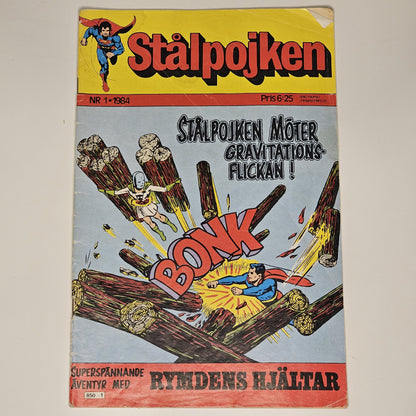 Stålpojken
NR 1 • 1984
Pris 6:25
STÅLPOJKEN MÖTER
GRAVITATIONS-
FLICKAN!
BONK
SUPERSPÄNNANDE
ÄVENTYR MED
RYMDENS HJÄLTAR
850 - 1